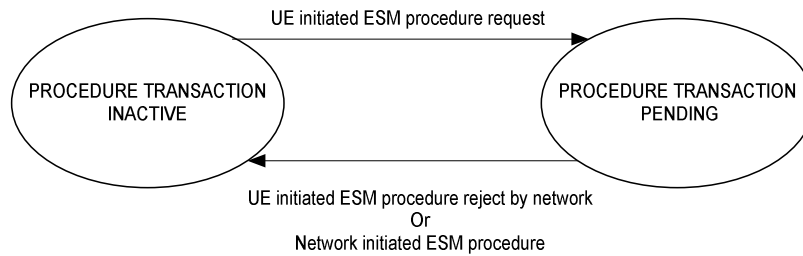 UE initiated ESM procedure request
PROCEDURE TRANSACTION
INACTIVE
PROCEDURE TRANSACTION
PENDING
UE initiated ESM procedure reject by network
Or
Network initiated ESM procedure